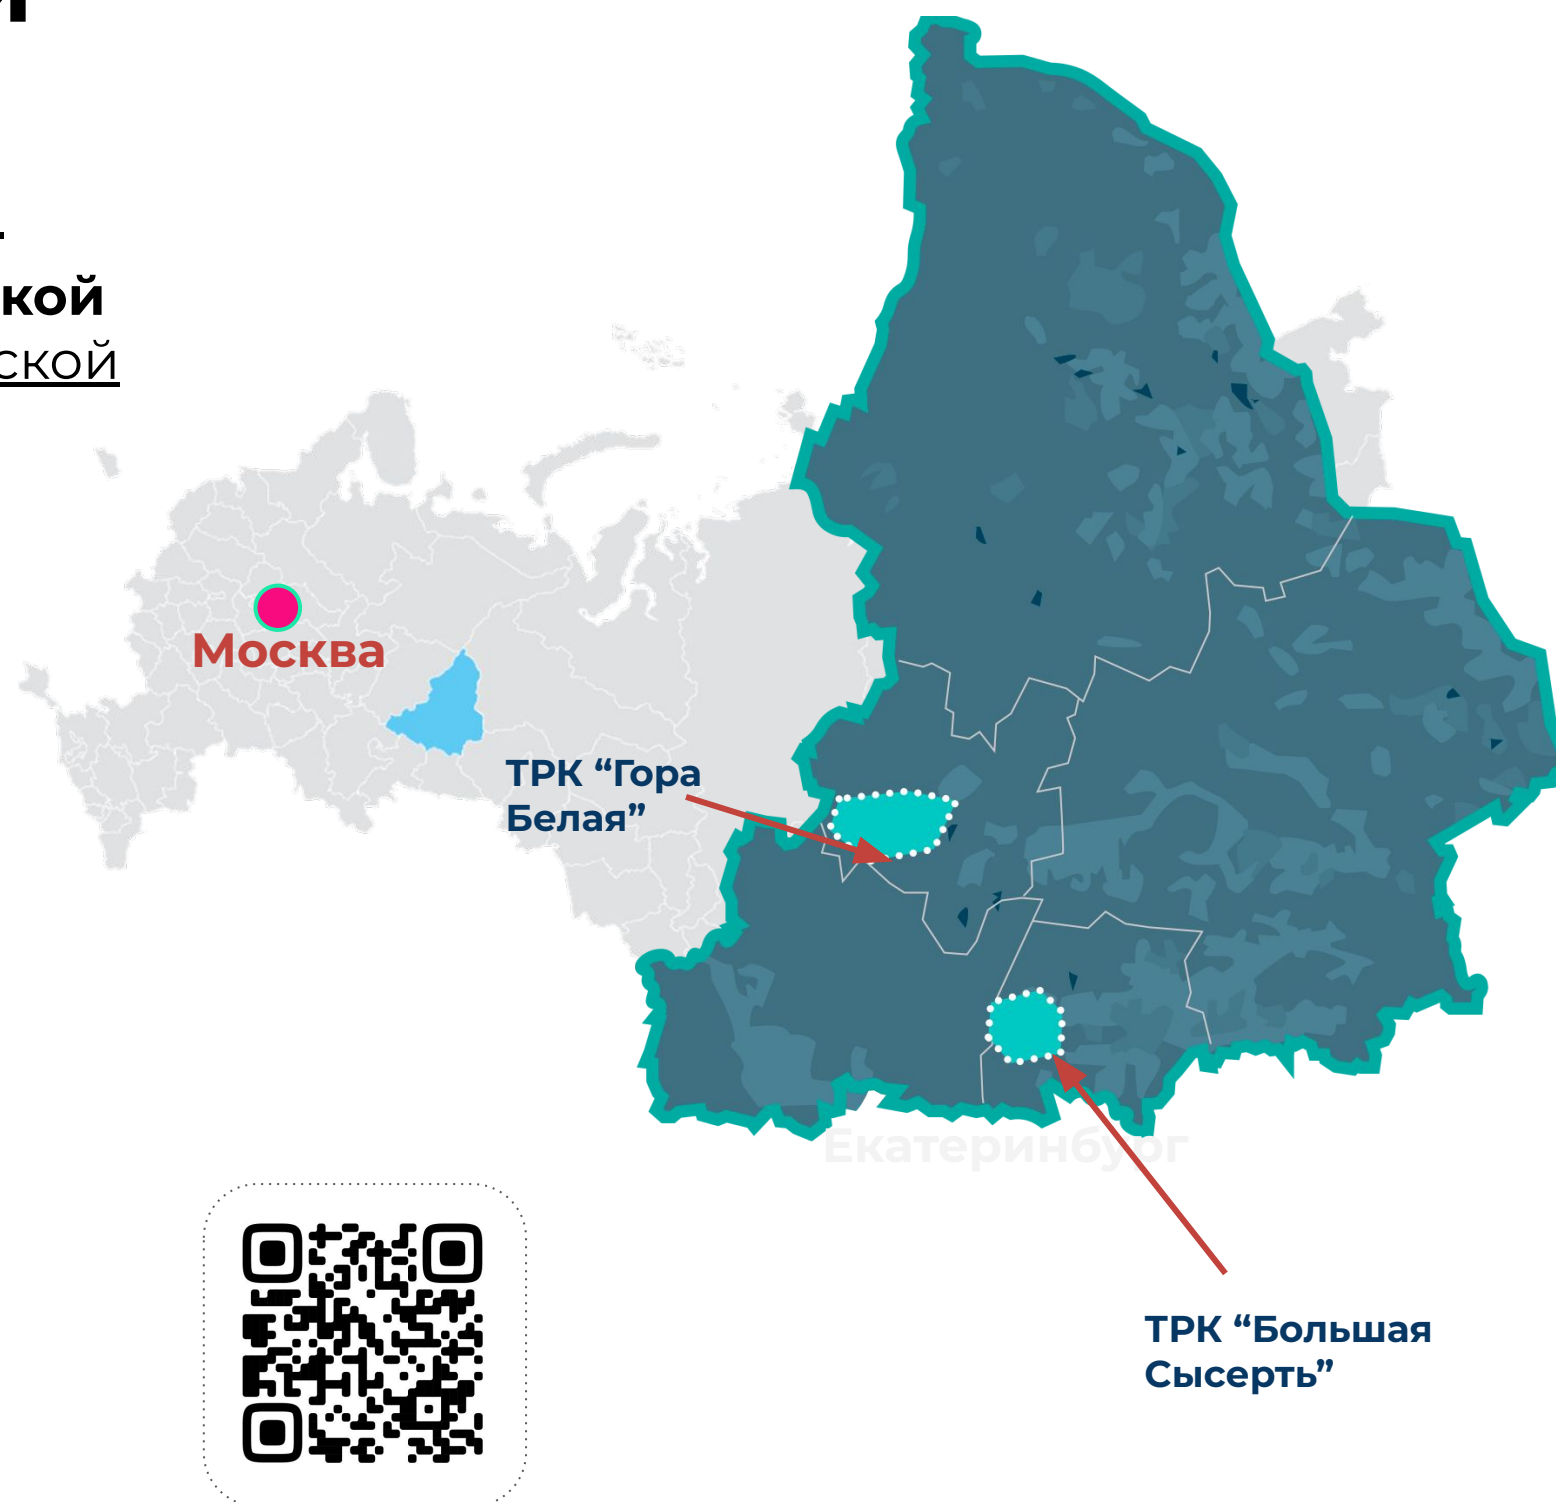 кой
ской
Москва
ТРК “Гора
Белая”
Екатеринбург
ТРК “Большая
Сысерть”